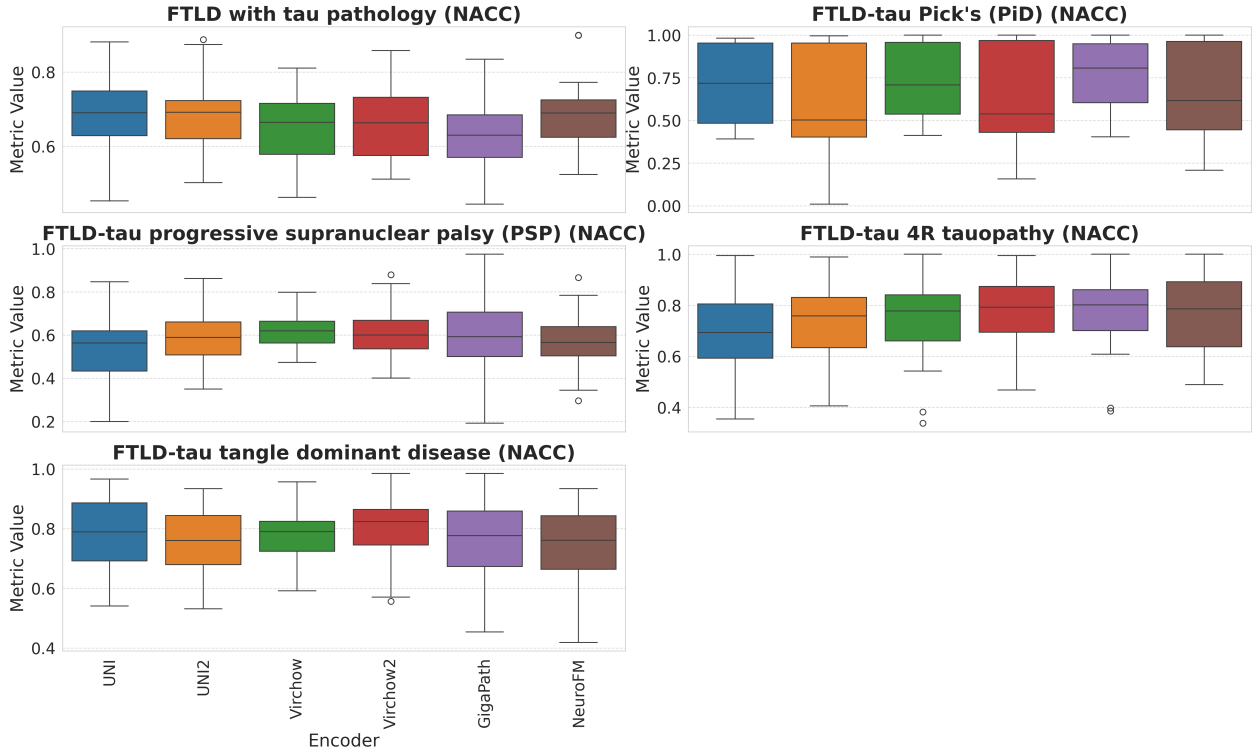 FTLD with tau pathology (NACC)
Metric Value
0.8
0.6
FTLD-tau Pick's (PiD) (NACC)
Metric Value
1.00
0.75
0.50
0.25
0.00
FTLD-tau progressive supranuclear palsy (PSP) (NACC)
Metric Value
1.0
0.8
0.6
0.4
0.2
FTLD-tau 4R tauopathy (NACC)
Metric Value
1.0
0.8
0.6
0.4
FTLD-tau tangle dominant disease (NACC)
Metric Value
1.0
0.8
0.6
0.4
UNI
UNI2
Virchow
Virchow2
GigaPath
NeuroFM
Encoder